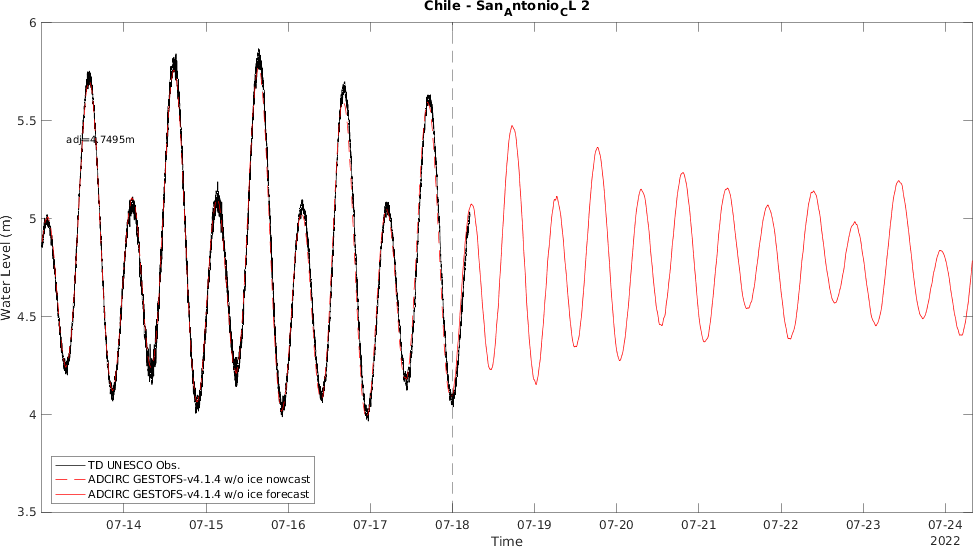 Chile - San_Antonio_CL 2
6
5.5
5
4.5
4
3.5
Water Level (m)
adj=4.7495m
TD UNESCO Obs.
ADCIRC GESTOFS-v4.1.4 w/o ice nowcast
ADCIRC GESTOFS-v4.1.4 w/o ice forecast
07-14 07-15 07-16 07-17 07-18 07-19 07-20 07-21 07-22 07-23 07-24
Time
2022